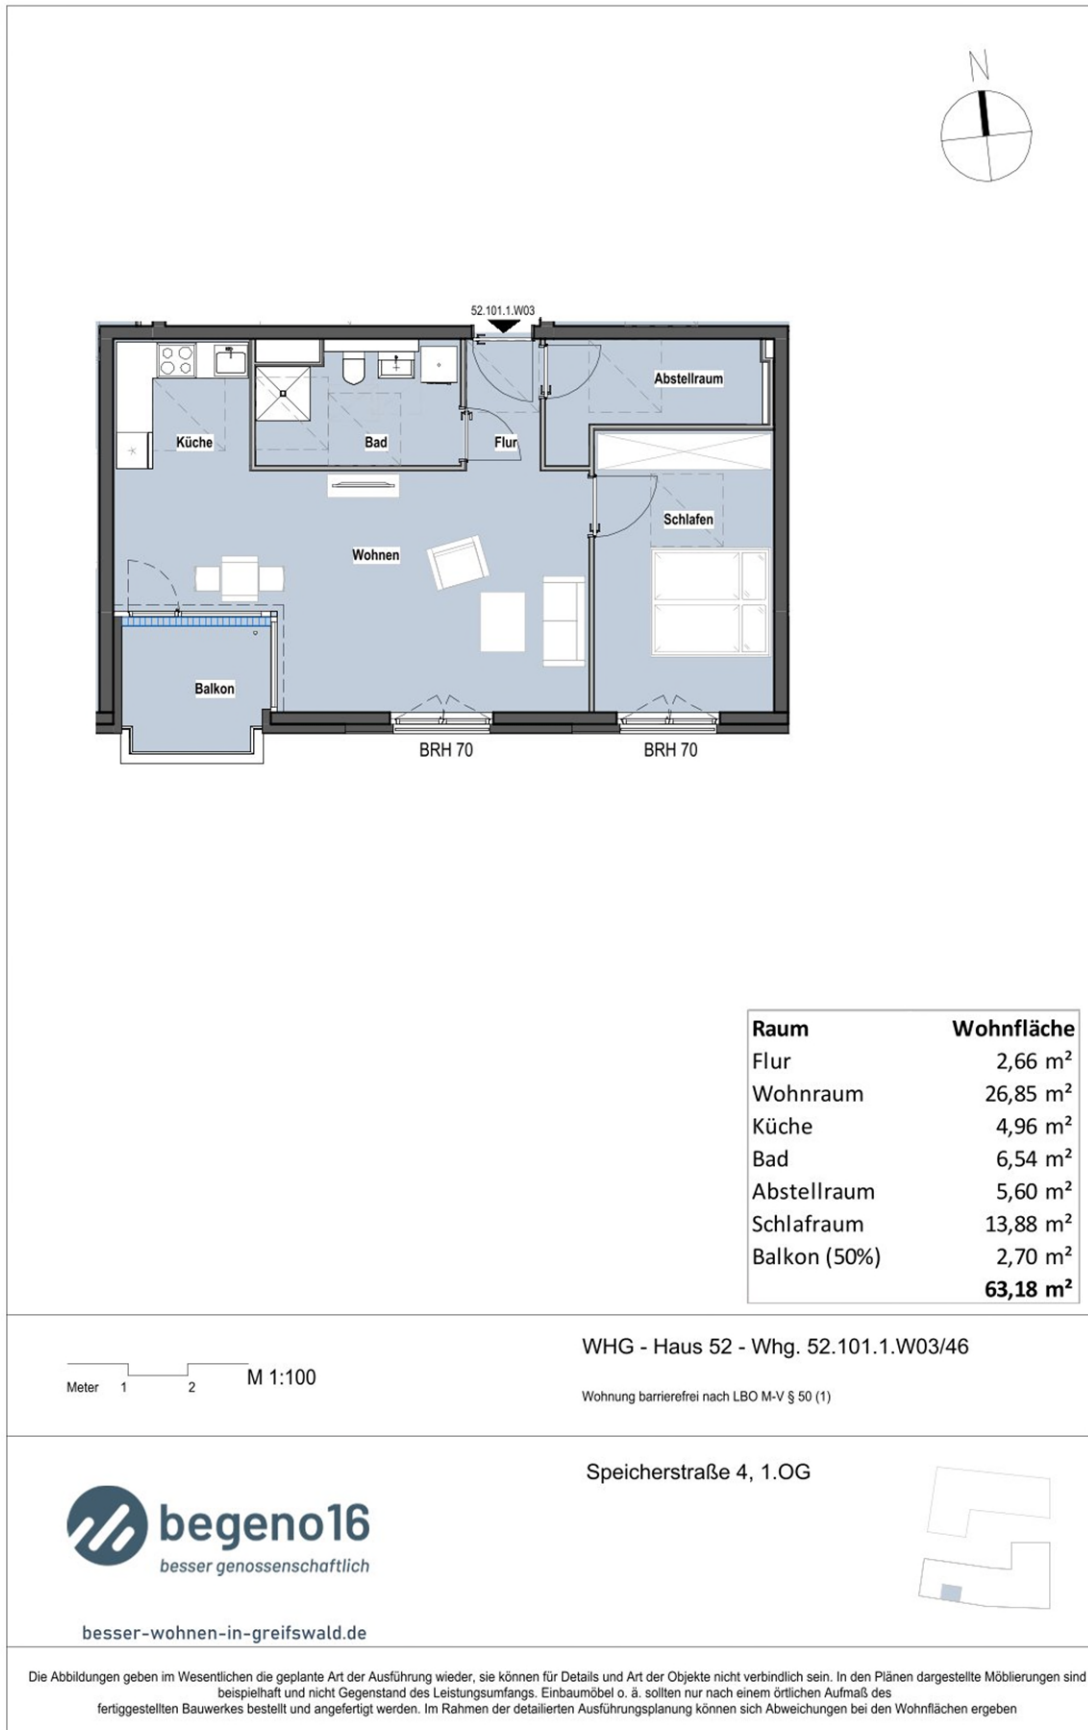 N
52.101.1.W03
Abstellraum
Küche
Bad
Flur
Schlafen
Wohnen
Balkon
BRH 70
BRH 70
Raum Wohnfläche
Flur 2,66 m²
Wohnraum 26,85 m²
Küche 4,96 m²
Bad 6,54 m²
Abstellraum 5,60 m²
Schlafraum 13,88 m²
Balkon (50%) 2,70 m²
63,18 m²
Meter 1 2 M 1:100
WHG - Haus 52 - Whg. 52.101.1.W03/46
Wohnung barrierefrei nach LBO M-V § 50 (1)
Speicherstraße 4, 1.OG
begeno16
besser genossenschaftlich
besser-wohnen-in-greifswald.de
Die Abbildungen geben im Wesentlichen die geplante Art der Ausführung wieder, sie können für Details und Art der Objekte nicht verbindlich sein. In den Plänen dargestellte Möblierungen sind
beispielhaft und nicht Gegenstand des Leistungsumfangs. Einbaumöbel o. ä. sollten nur nach einem örtlichen Aufmaß des
fertiggestellten Bauwerkes bestellt und angefertigt werden. Im Rahmen der detailierten Ausführungsplanung können sich Abweichungen bei den Wohnflächen ergeben